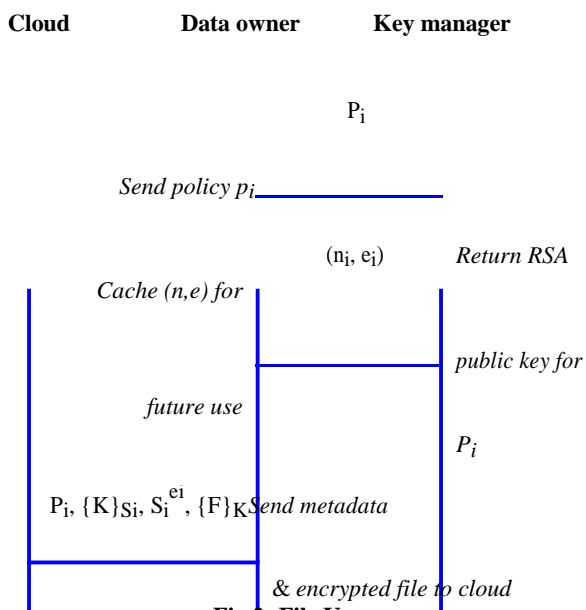 Cloud Data owner Key manager
Pi
Send policy pi
(ni, ei) Return RSA
Cache (n,e) for
public key for
future use
Pi
Pi, {K}Si, Siei, {F}K Send metadata
& encrypted file to cloud